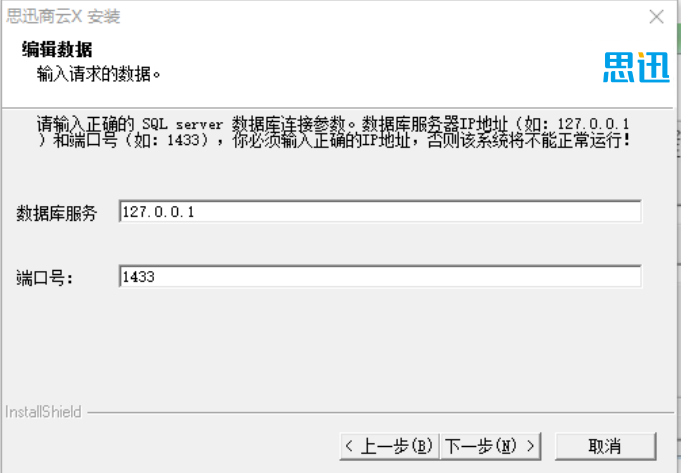 思迅商云X 安装
编辑数据
输入请求的数据。
思迅
请输入正确的 SQL server 数据库连接参数。数据库服务器IP地址（如：127.0.0.1
）和端口号（如：1433），你必须输入正确的IP地址，否则该系统将不能正常运行!
数据库服务
127.0.0.1
端口号：
1433
InstallShield
< 上一步(B)
下一步(N) >
取消